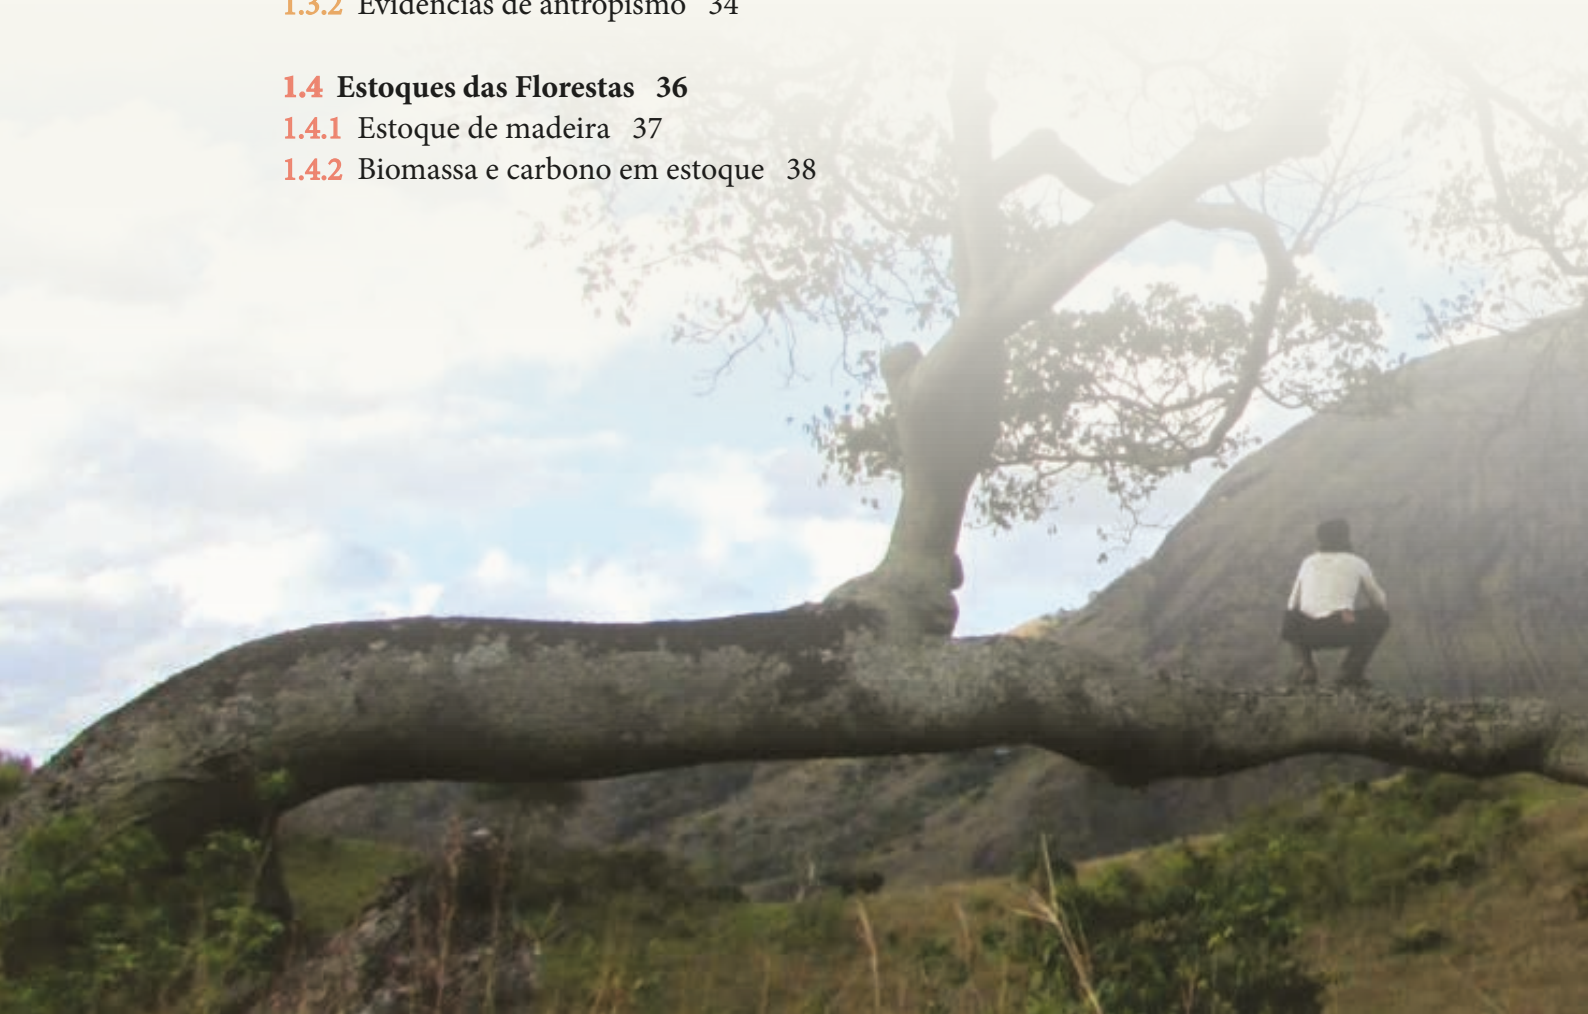 1.3.2 Evidências de antropismo 34
1.4 Estoques das Florestas 36
1.4.1 Estoque de madeira 37
1.4.2 Biomassa e carbono em estoque 38